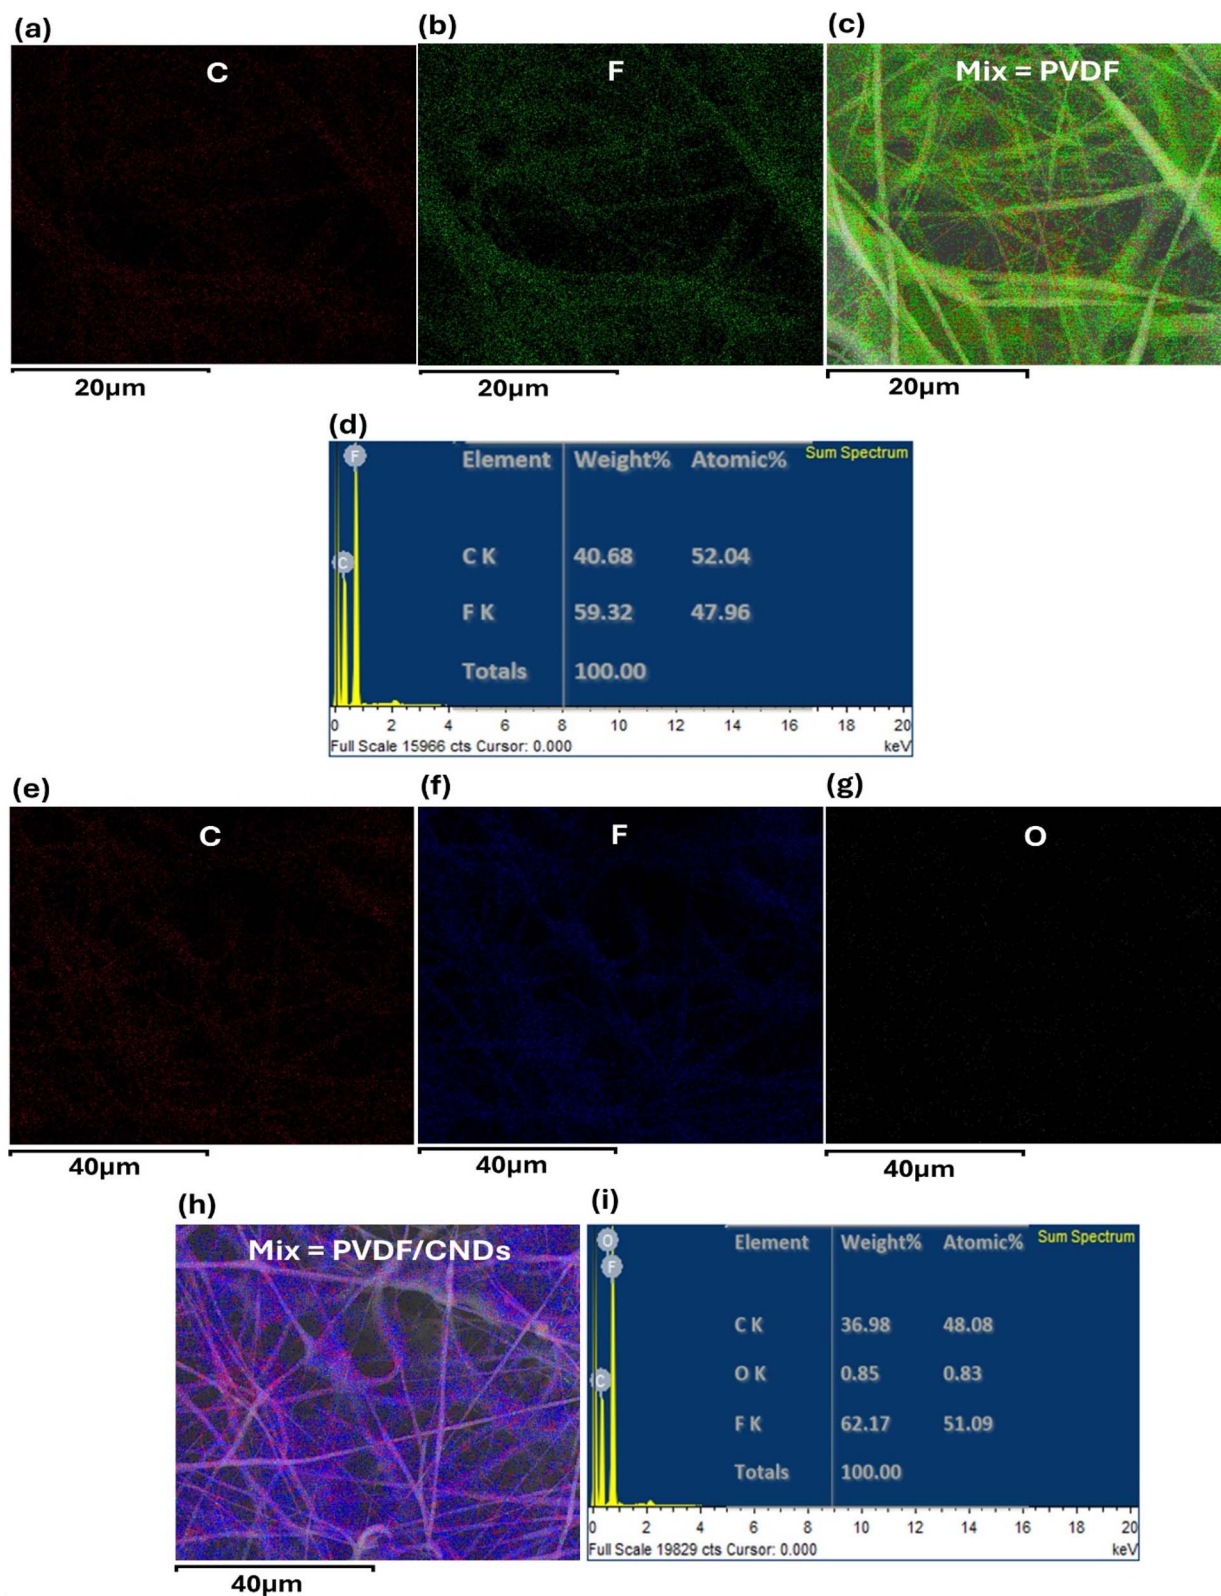 (a)
(b)
(c)
C
F
Mix = PVDF
20μm
20μm
20μm
(d)
Element Weight% Atomic% Sum Spectrum
F
C
C K 40.68 52.04
F K 59.32 47.96
Totals 100.00
0 2 4 6 8 10 12 14 16 18 20
Full Scale 15966 cts Cursor: 0.000 keV
(e)
(f)
(g)
C
F
O
40μm
40μm
40μm
(h)
(i)
Mix = PVDF/CNDs
40μm
Element Weight% Atomic% Sum Spectrum
O
F
C
C K 36.98 48.08
O K 0.85 0.83
F K 62.17 51.09
Totals 100.00
0 2 4 6 8 10 12 14 16 18 20
Full Scale 19829 cts Cursor: 0.000 keV